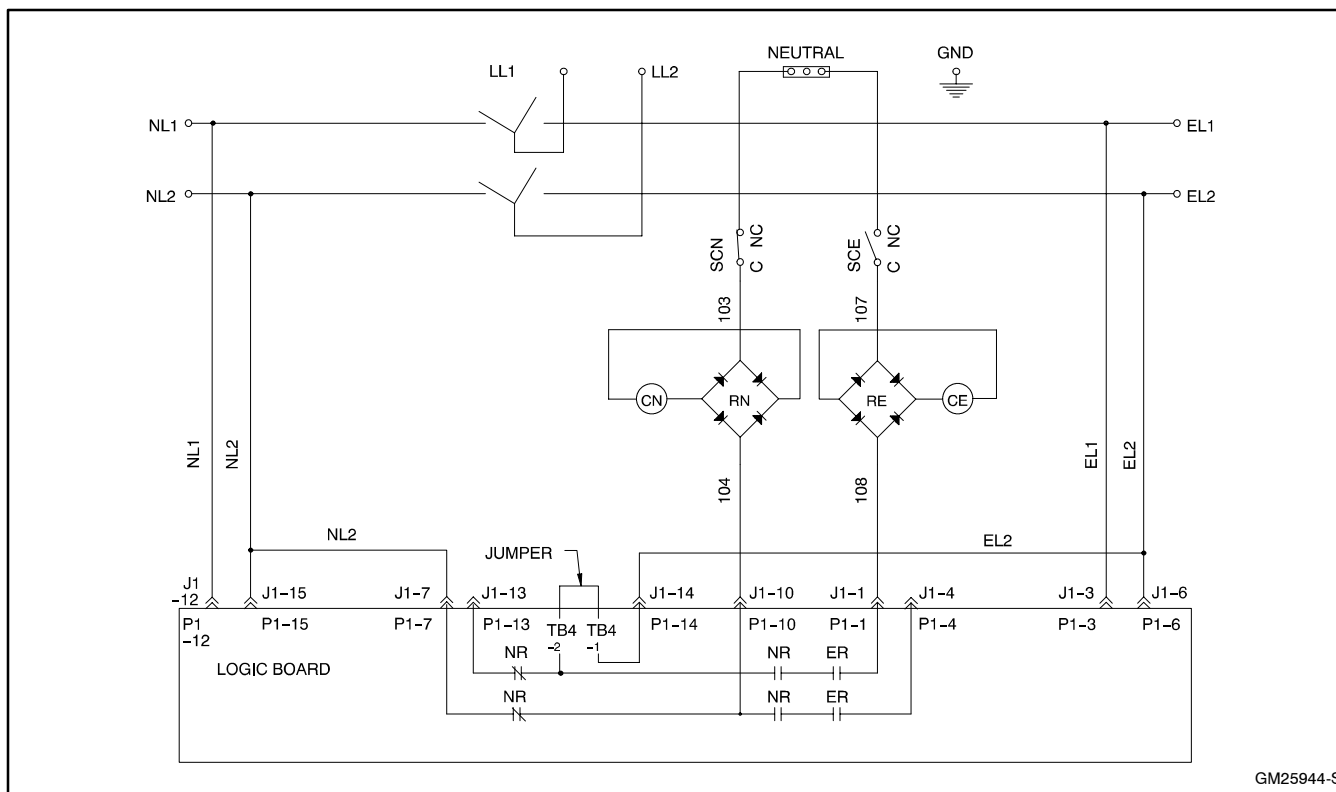 NEUTRAL
GND
LL1
LL2
NL1
EL1
NL2
EL2
SCN
C NC
SCE
C NC
103
107
CN
RN
RE
CE
NL1
NL2
104
108
EL1
EL2
NL2
JUMPER
EL2
J1
-12
J1-15
J1-7
J1-13
J1-14
J1-10
J1-1
J1-4
J1-3
J1-6
P1
-12
P1-15
P1-7
P1-13
TB4
-2
TB4
-1
P1-14
P1-10
P1-1
P1-4
P1-3
P1-6
LOGIC BOARD
NR
NR
ER
NR
NR
ER
GM25944-S